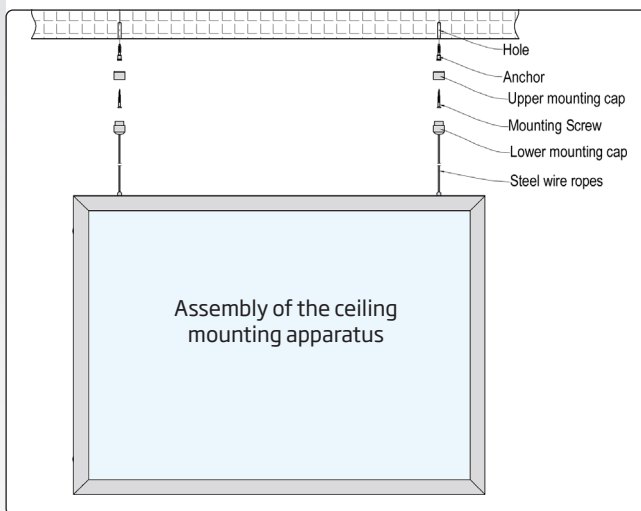 Hole
Anchor
Upper mounting cap
Mounting Screw
Lower mounting cap
Steel wire ropes
Assembly of the ceiling
mounting apparatus